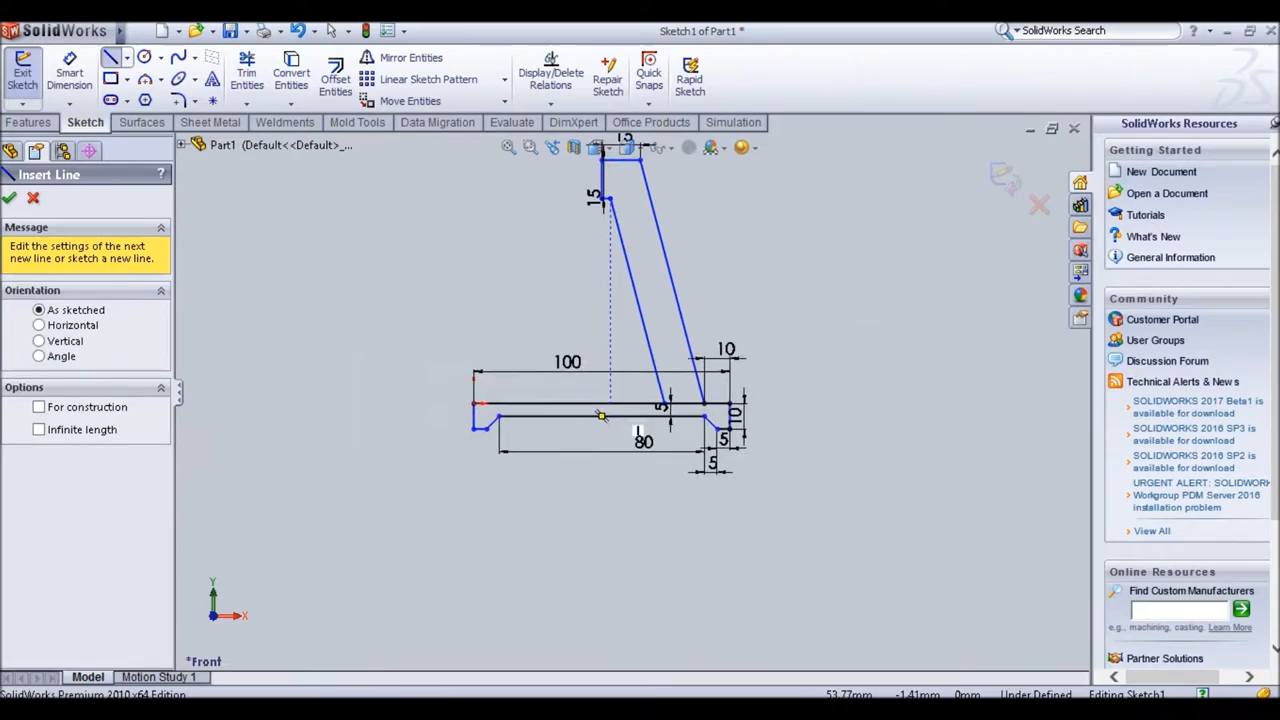 SolidWorks
Sketch1 of Part1 *
SolidWorks Search
Exit Sketch
Smart Dimension
Trim Entities
Convert Entities
Offset Entities
Mirror Entities
Linear Sketch Pattern
Move Entities
Display/Delete Relations
Repair Sketch
Quick Snaps
Rapid Sketch
Features
Sketch
Surfaces
Sheet Metal
Weldments
Mold Tools
Data Migration
Evaluate
DimXpert
Office Products
Simulation
Part1 (Default<<Default>_...
Insert Line
?
Message
Edit the settings of the next
new line or sketch a new line.
Orientation
As sketched
Horizontal
Vertical
Angle
Options
For construction
Infinite length
15
15
10
100
5
10
80
5
5
Y
X
*Front
SolidWorks Resources
Getting Started
New Document
Open a Document
Tutorials
What's New
General Information
Community
Customer Portal
User Groups
Discussion Forum
Technical Alerts & News
SOLIDWORKS 2017 Beta1 is
available for download
SOLIDWORKS 2016 SP3 is
available for download
SOLIDWORKS 2016 SP2 is
available for download
URGENT ALERT: SOLIDWORK
Workgroup PDM Server 2016
installation problem
View All
Online Resources
Find Custom Manufacturers
e.g., machining, casting. Learn More
Partner Solutions
Model
Motion Study 1
SolidWorks Premium 2010 x64 Edition
53.77mm
-1.41mm
0mm
Under Defined
Editing Sketch1